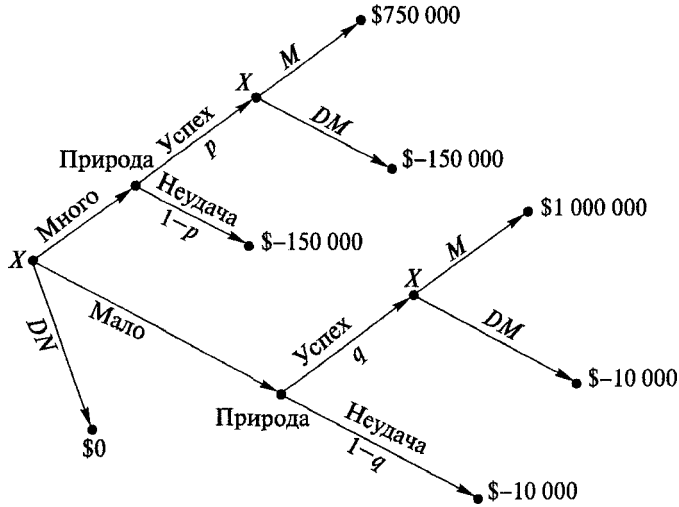 $750 000
M
X
Успех
p
DM
$–150 000
Природа
Неудача
1–p
$–150 000
Много
X
DN
$0
Мало
$1 000 000
M
X
Успех
q
DM
$–10 000
Природа
Неудача
1–q
$–10 000